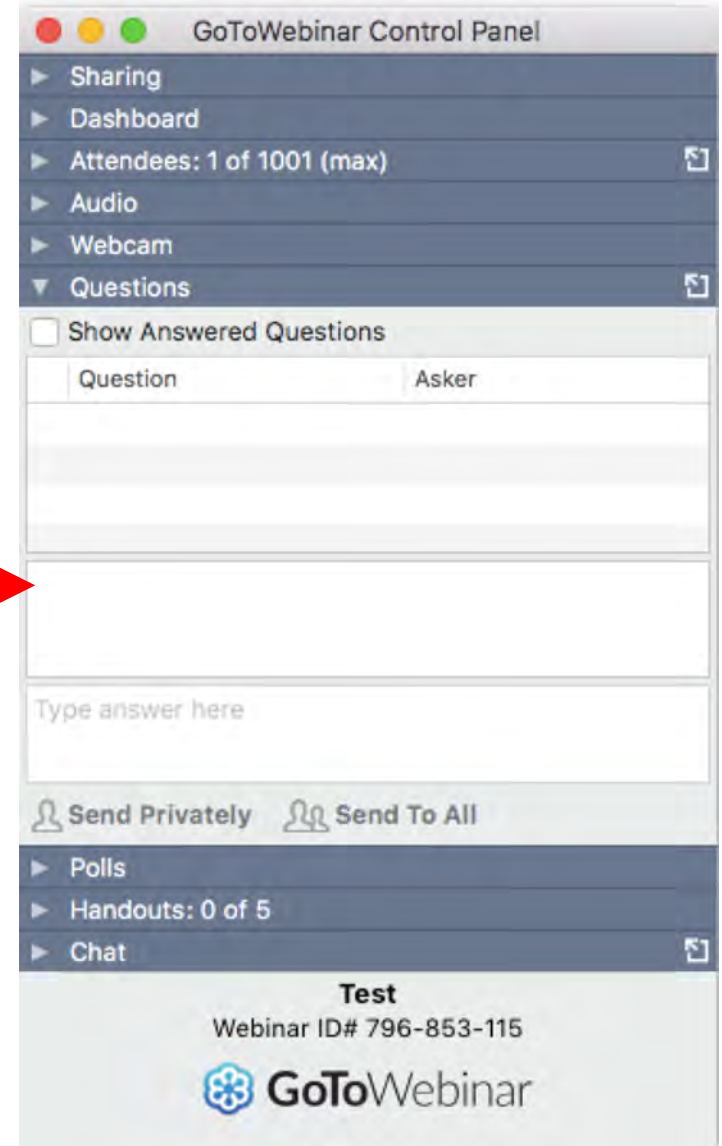 GoToWebinar Control Panel
Sharing
Dashboard
Attendees: 1 of 1001 (max)
Audio
Webcam
Questions
Show Answered Questions
Question Asker
Type answer here
Send Privately Send To All
Polls
Handouts: 0 of 5
Chat
Test
Webinar ID# 796-853-115
GoToWebinar